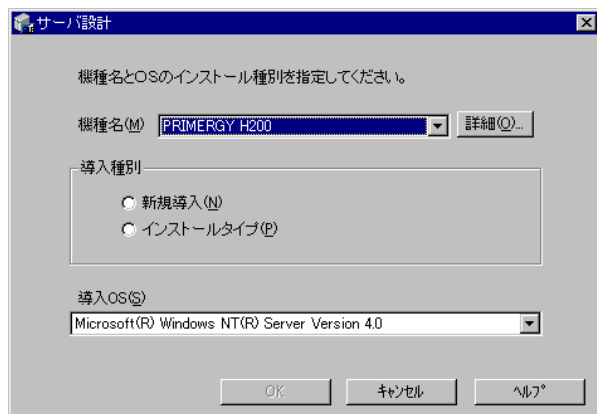 サーバ設計
機種名とOSのインストール種別を指定してください。
機種名(M) PRIMERGY H200 詳細(O)...
導入種別
新規導入(N)
インストールタイプ(P)
導入OS(S)
Microsoft(R) Windows NT(R) Server Version 4.0
OK キャンセル ヘルプ